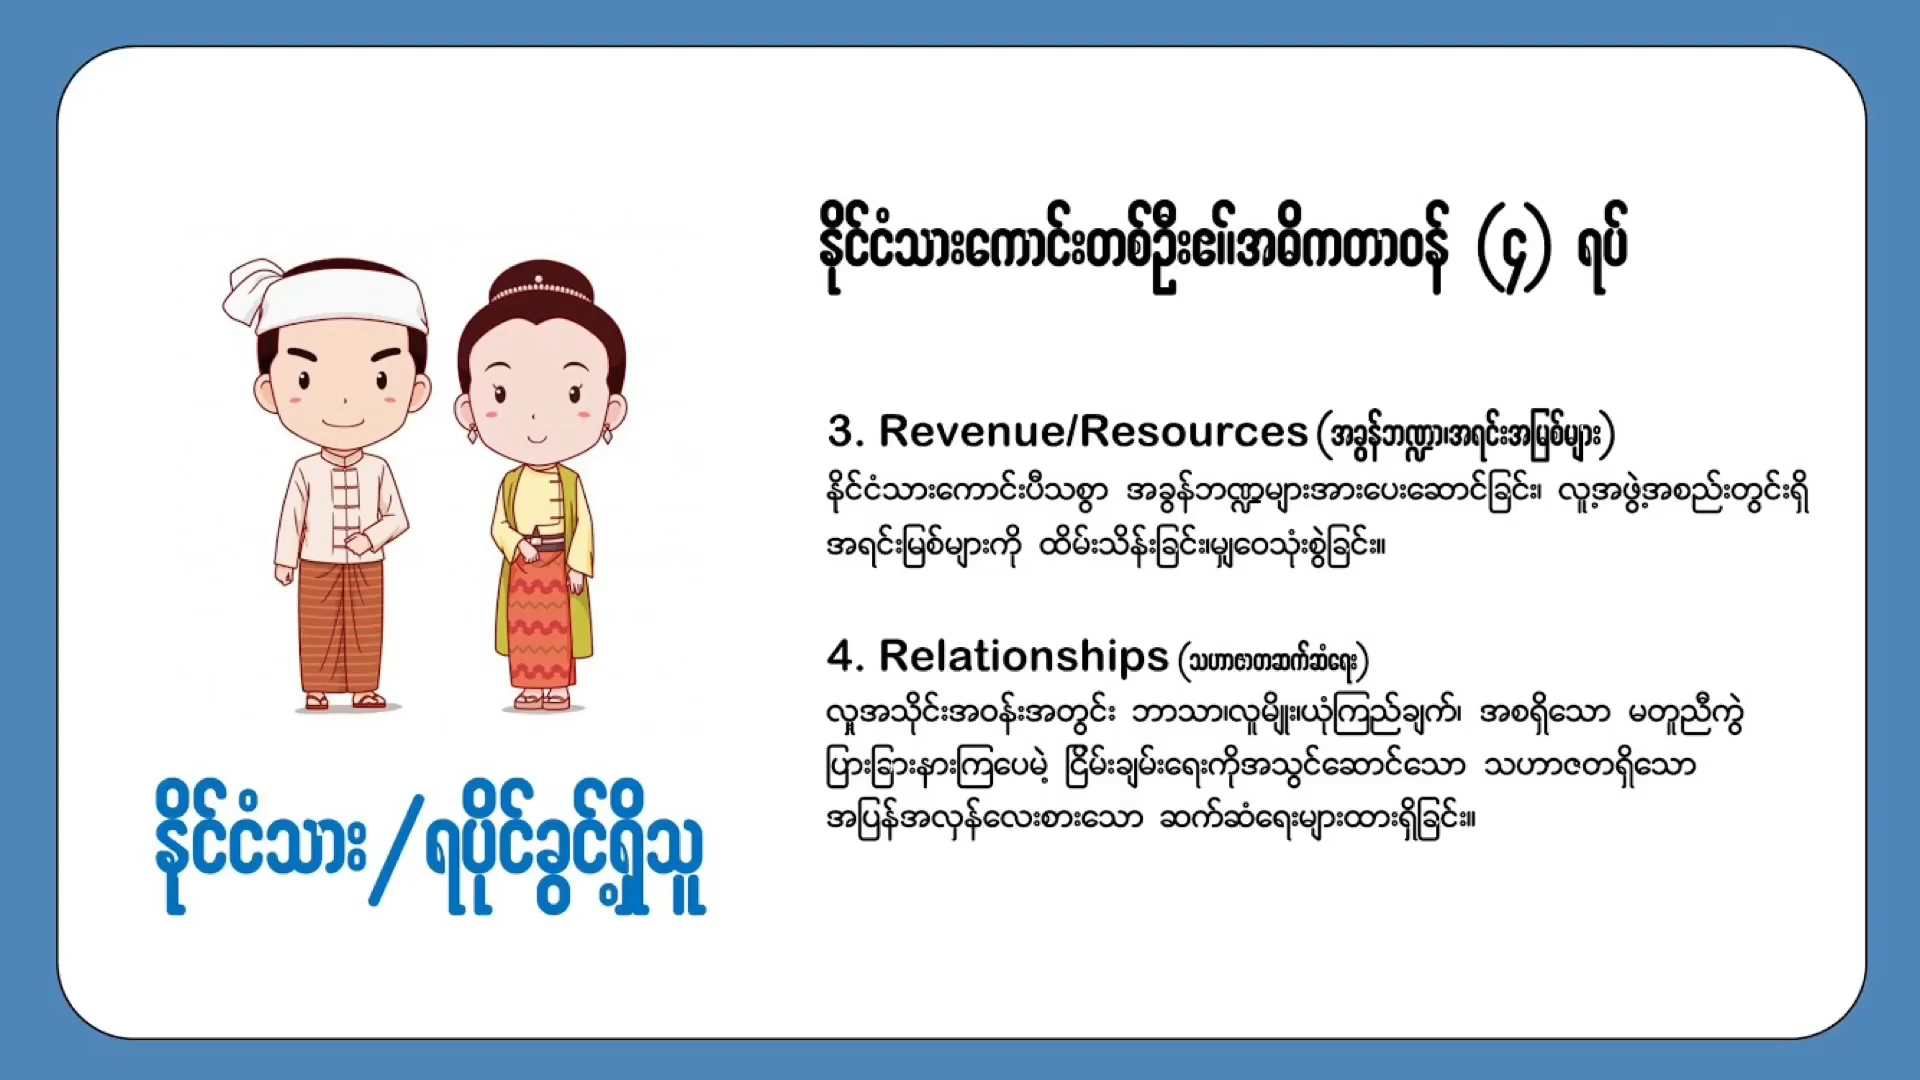 နိုင်ငံသားကောင်းတစ်ဦး၏အဓိကတာဝန် (၄) ရပ်
3. Revenue/Resources (အခွန်ဘဏ္ဍာ၊အရင်းအမြစ်များ)
နိုင်ငံသားကောင်းပီသစွာ အခွန်ဘဏ္ဍများအားပေးဆောင်ခြင်း၊ လူ့အဖွဲ့အစည်းတွင်းရှိ
အရင်းမြစ်များကို ထိမ်းသိန်းခြင်း၊မျှဝေသုံးစွဲခြင်း။
4. Relationships (သဟာဇာတဆက်ဆံရေး)
လူ့အသိုင်းအဝန်းအတွင်း ဘာသာ၊လူမျိုး၊ယုံကြည်ချက်၊ အစရှိသော မတူညီကွဲ
ပြားခြားနားကြပေမဲ့ ငြိမ်းချမ်းရေးကိုအသွင်ဆောင်သော သဟာဇတရှိသော
အပြန်အလှန်လေးစားသော ဆက်ဆံရေးများထားရှိခြင်း။
နိုင်ငံသား/ရပိုင်ခွင့်ရှိသူ